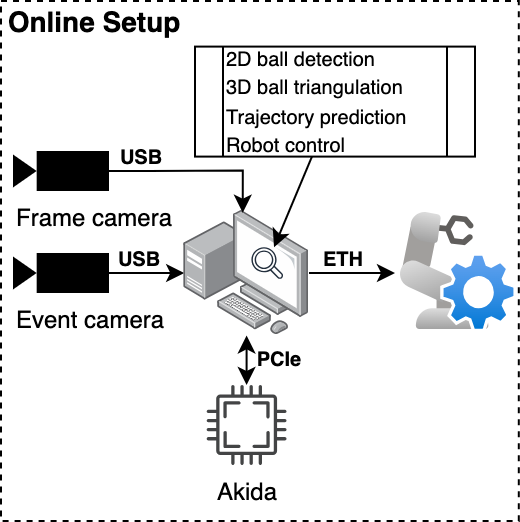 Online Setup
2D ball detection
3D ball triangulation
Trajectory prediction
Robot control
USB
Frame camera
USB
ETH
Event camera
PCIe
Akida